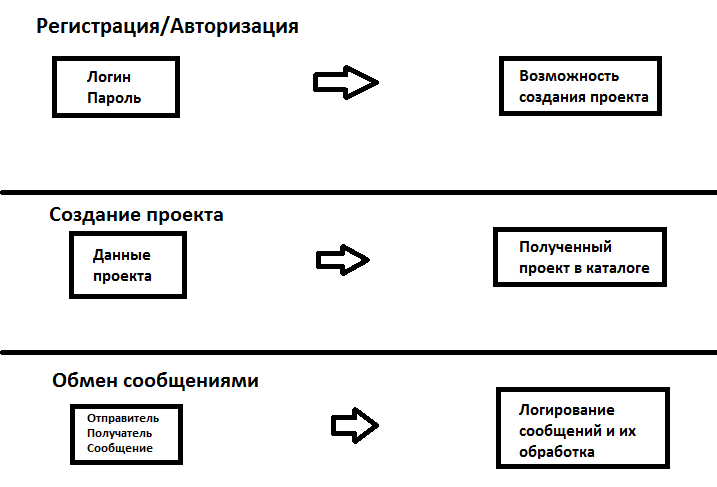 Регистрация/Авторизация
Логин
Пароль
Возможность
создания проекта
Создание проекта
Данные
проекта
Полученный
проект в каталоге
Обмен сообщениями
Отправитель
Получатель
Сообщение
Логирование
сообщений и их
обработка